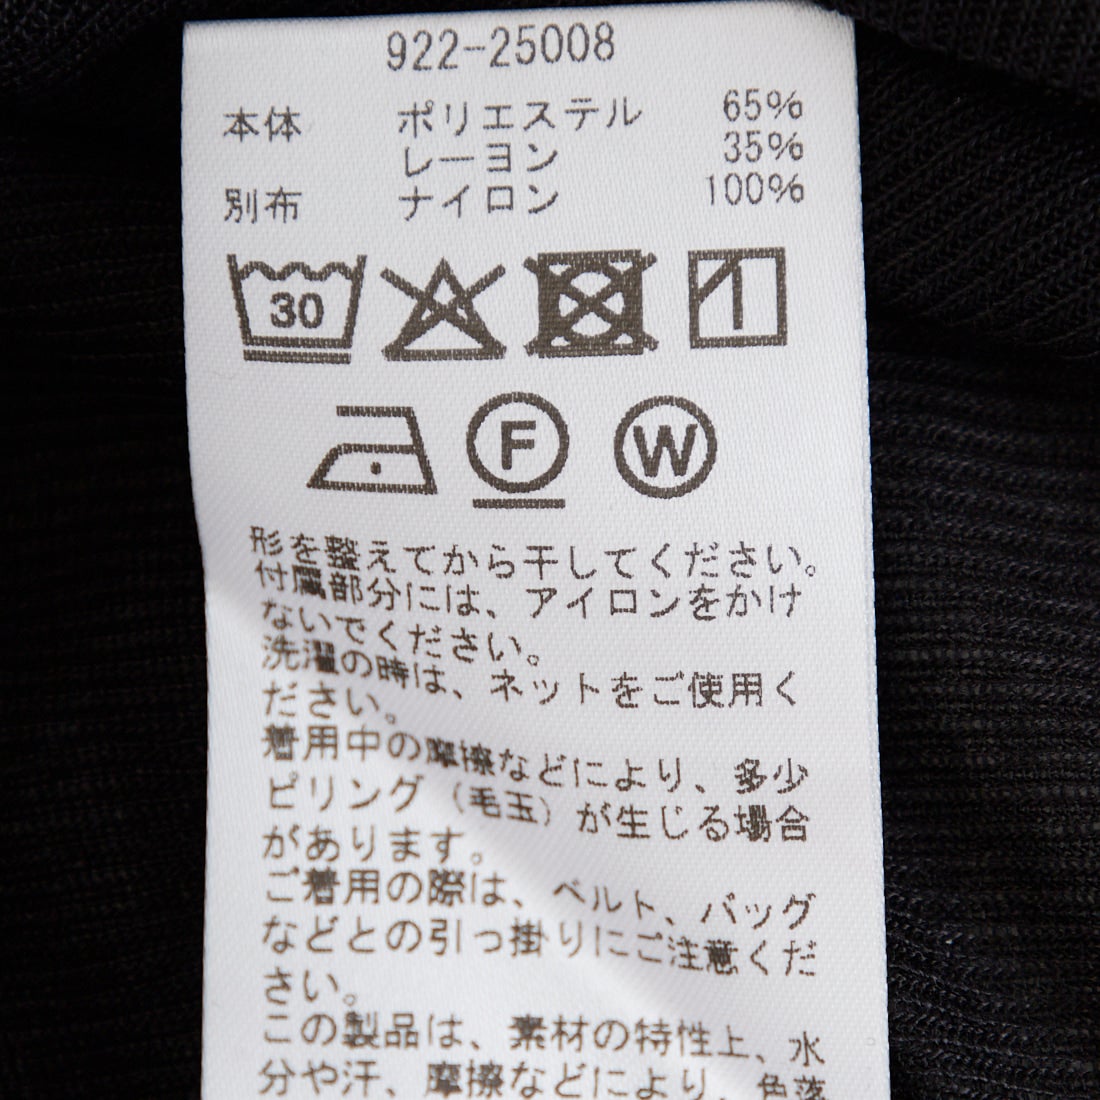 922-25008
本体 ポリエステル 65%
レーヨン 35%
別布 ナイロン 100%
30
F W
形を整えてから干してください。
付属部分には、アイロンをかけ
ないでください。
洗濯の時は、ネットをご使用く
ださい。
着用中の摩擦などにより、多少
ピリング（毛玉）が生じる場合
があります。
ご着用の際は、ベルト、バッグ
などとの引っ掛りにご注意くだ
さい。
この製品は、素材の特性上、水
分や汗、摩擦などにより、色落